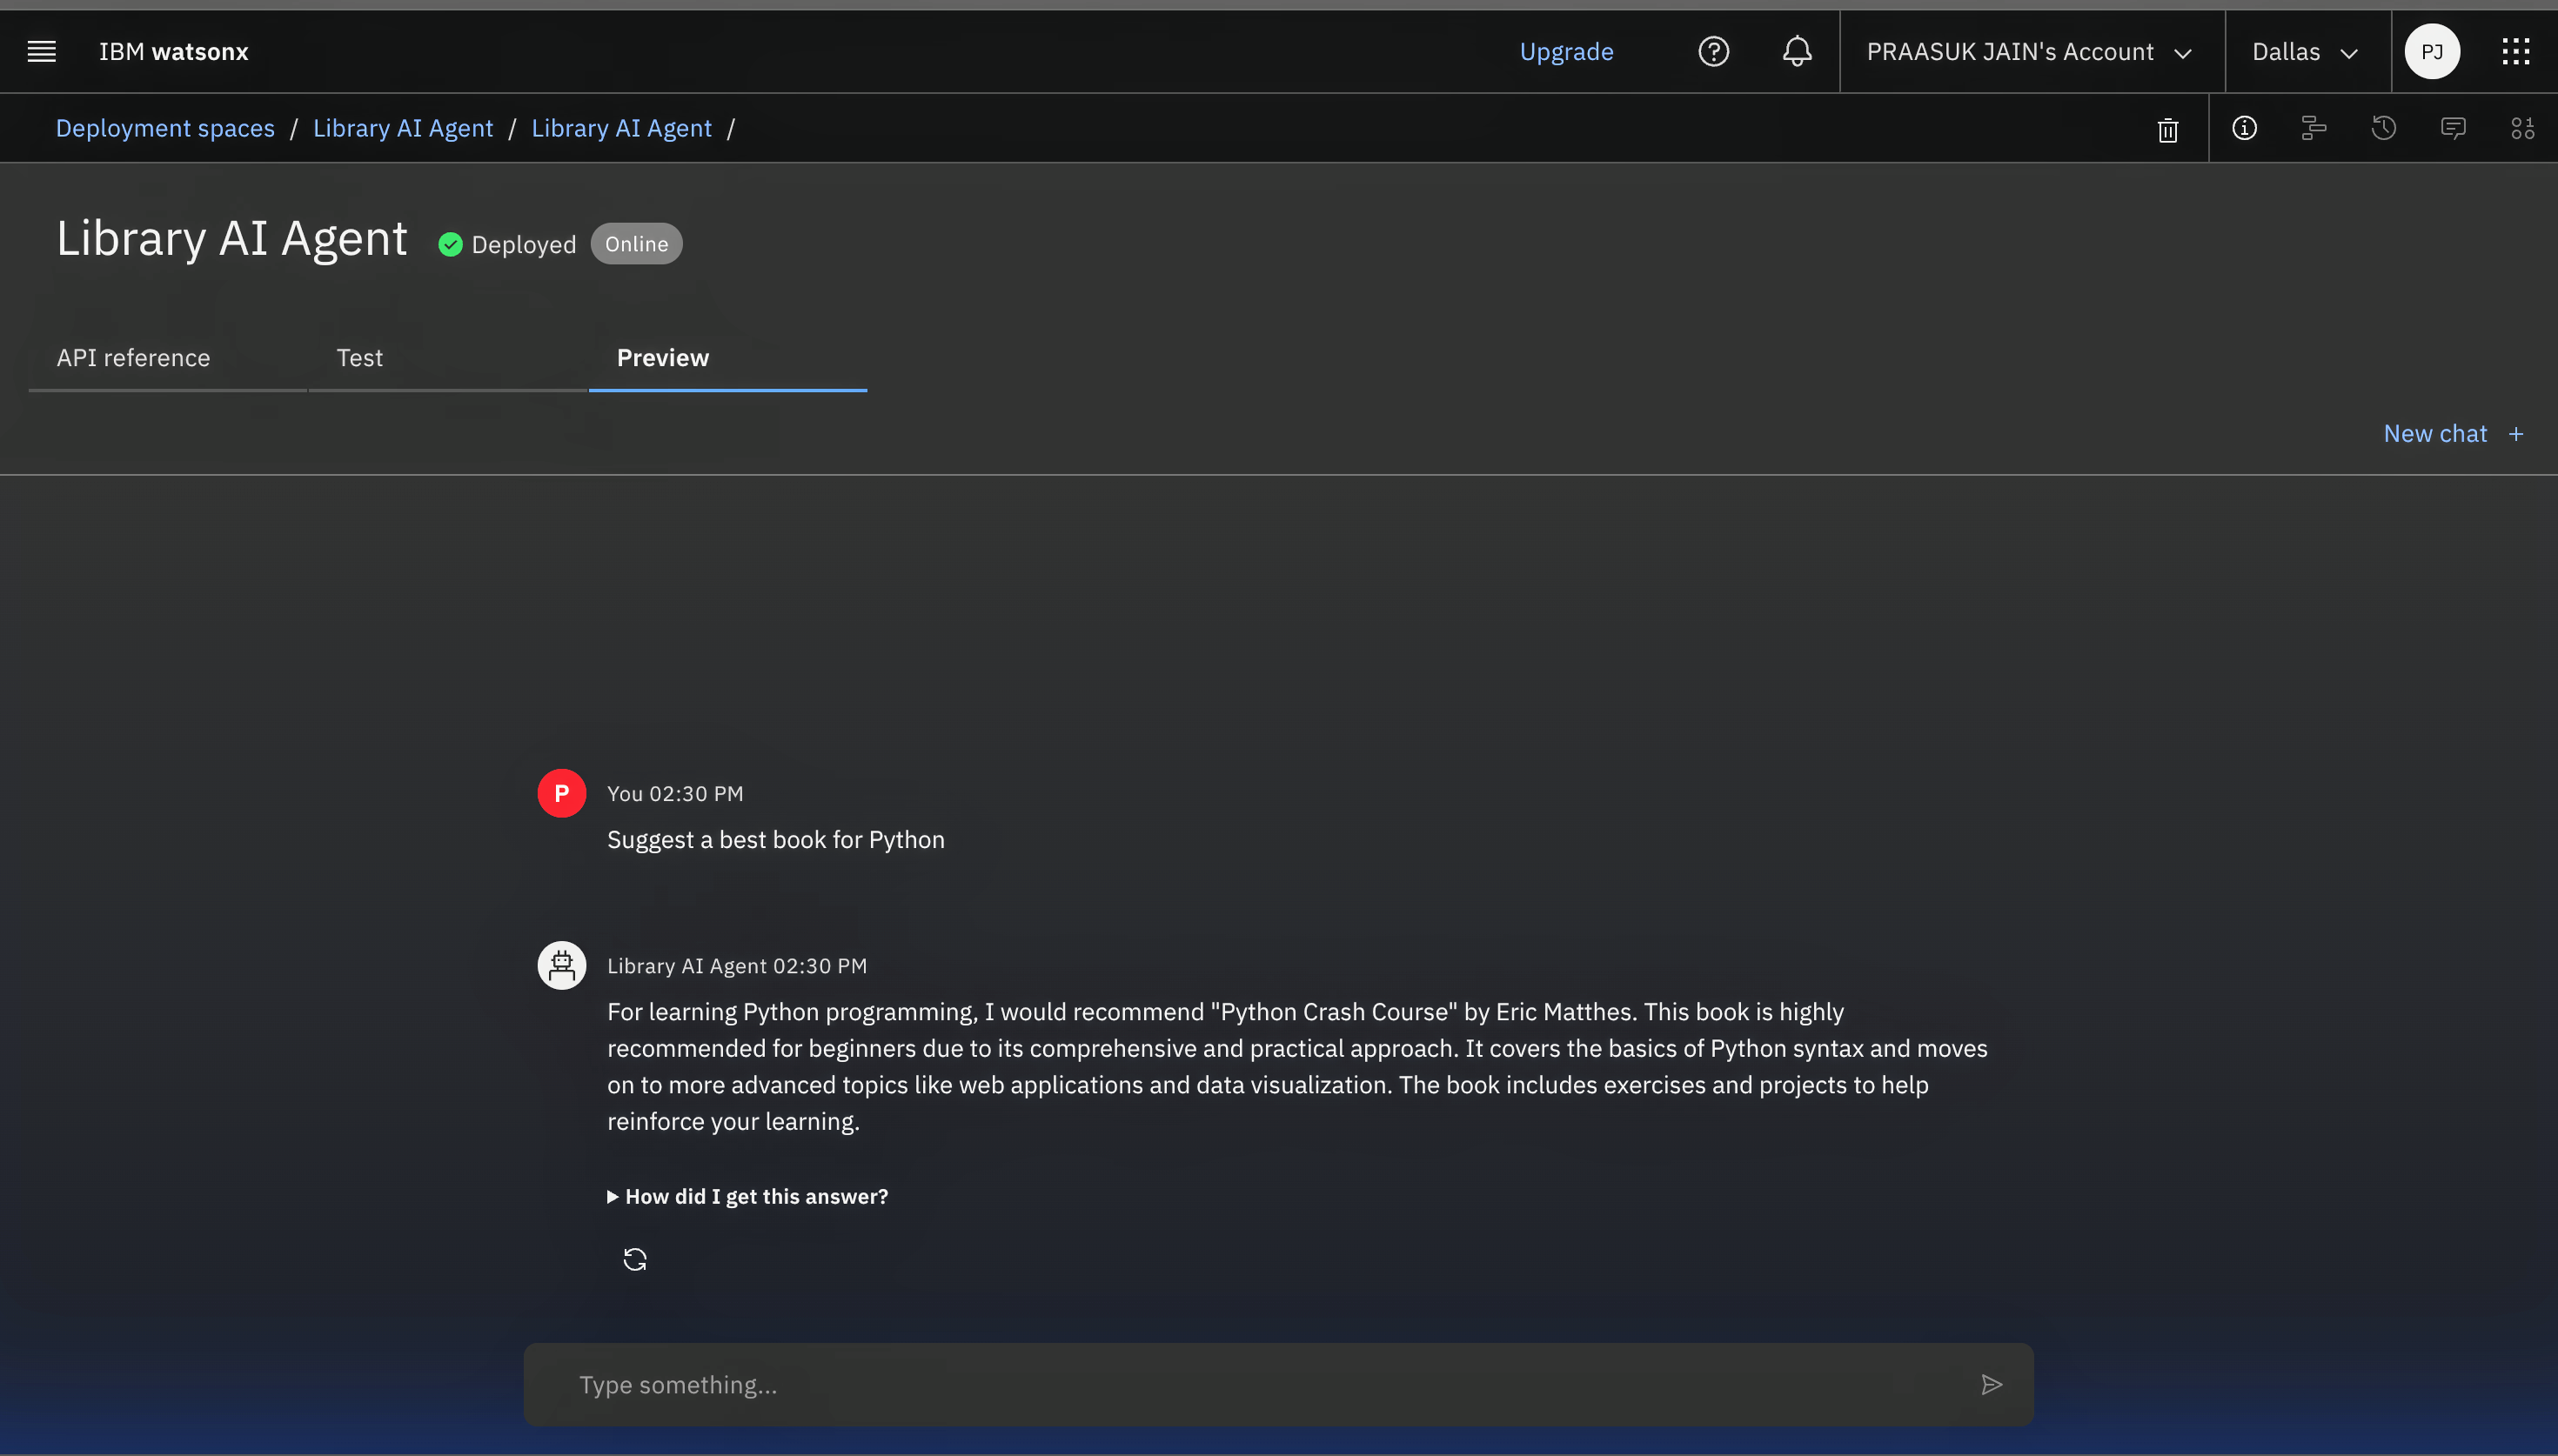 IBM watsonx
Upgrade
PRAASUK JAIN's Account
Dallas
PJ
Deployment spaces / Library AI Agent / Library AI Agent /
Library AI Agent
Deployed
Online
API reference
Test
Preview
New chat +
P
You 02:30 PM
Suggest a best book for Python
Library AI Agent 02:30 PM
For learning Python programming, I would recommend "Python Crash Course" by Eric Matthes. This book is highly
recommended for beginners due to its comprehensive and practical approach. It covers the basics of Python syntax and moves
on to more advanced topics like web applications and data visualization. The book includes exercises and projects to help
reinforce your learning.
How did I get this answer?
Type something...